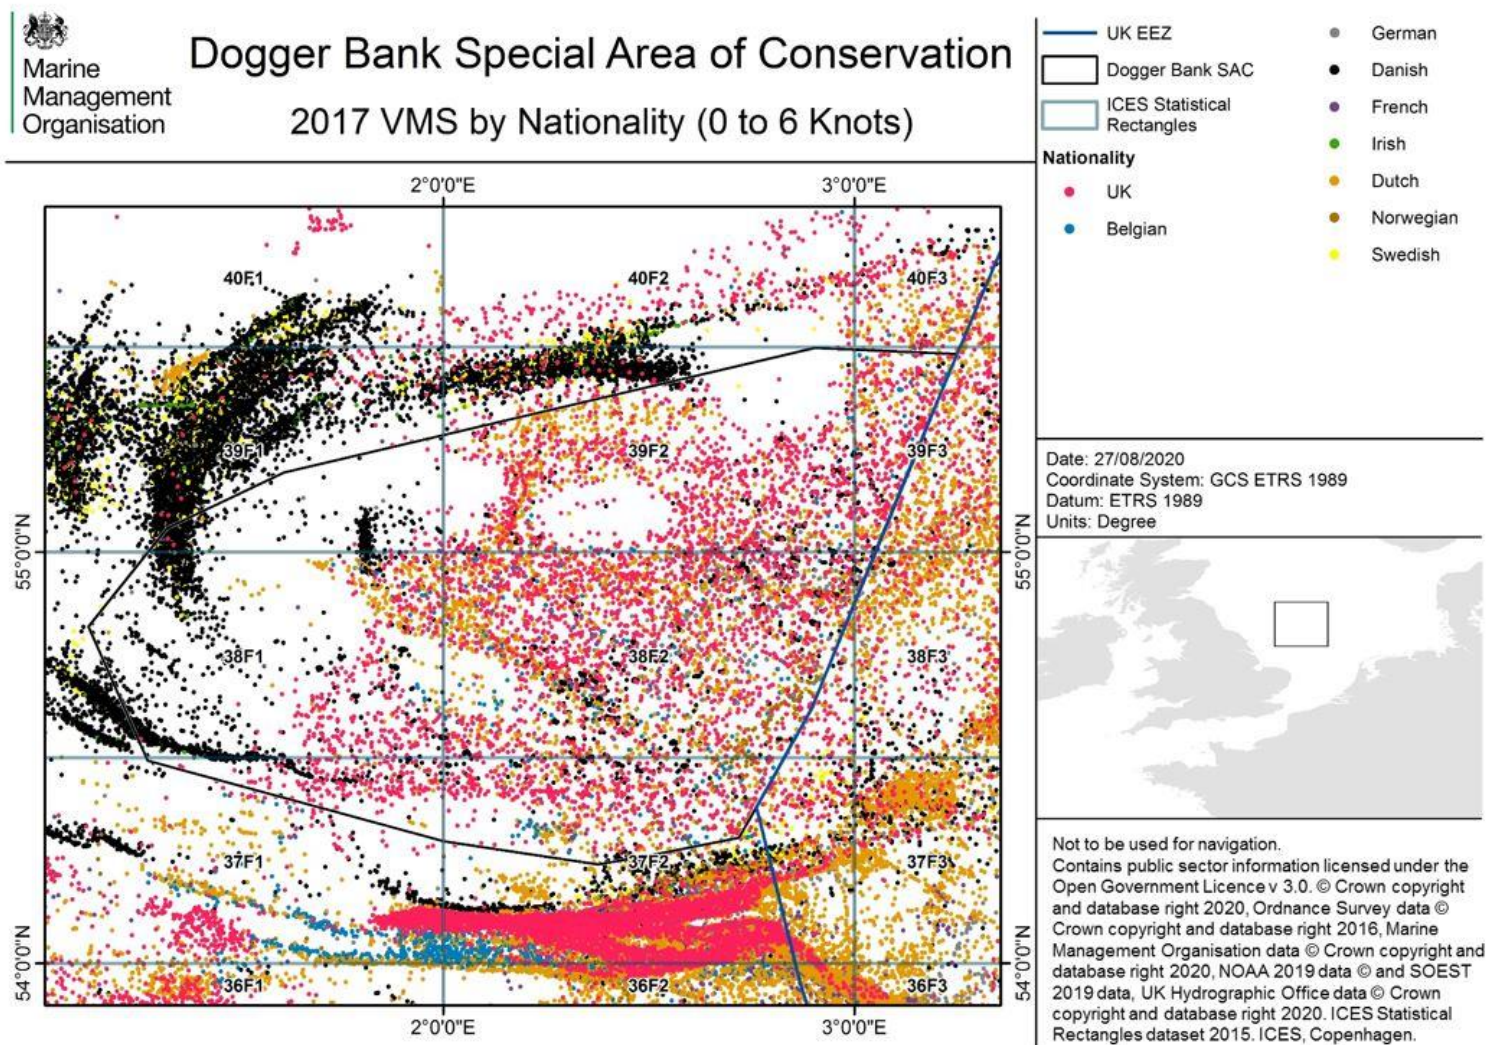 Marine
Management
Organisation
Dogger Bank Special Area of Conservation
2017 VMS by Nationality (0 to 6 Knots)
UK EEZ
Dogger Bank SAC
ICES Statistical
Rectangles
Nationality
UK
Belgian
German
Danish
French
Irish
Dutch
Norwegian
Swedish
2°0'0"E
3°0'0"E
40F1
40F2
40F3
39F1
39F2
39F3
55°0'0"N
55°0'0"N
38F1
38F2
38F3
37F1
37F2
37F3
54°0'0"N
54°0'0"N
36F1
36F2
36F3
2°0'0"E
3°0'0"E
Date: 27/08/2020
Coordinate System: GCS ETRS 1989
Datum: ETRS 1989
Units: Degree
Not to be used for navigation.
Contains public sector information licensed under the
Open Government Licence v 3.0. © Crown copyright
and database right 2020, Ordnance Survey data ©
Crown copyright and database right 2016, Marine
Management Organisation data © Crown copyright and
database right 2020, NOAA 2019 data © and SOEST
2019 data, UK Hydrographic Office data © Crown
copyright and database right 2020. ICES Statistical
Rectangles dataset 2015. ICES, Copenhagen.